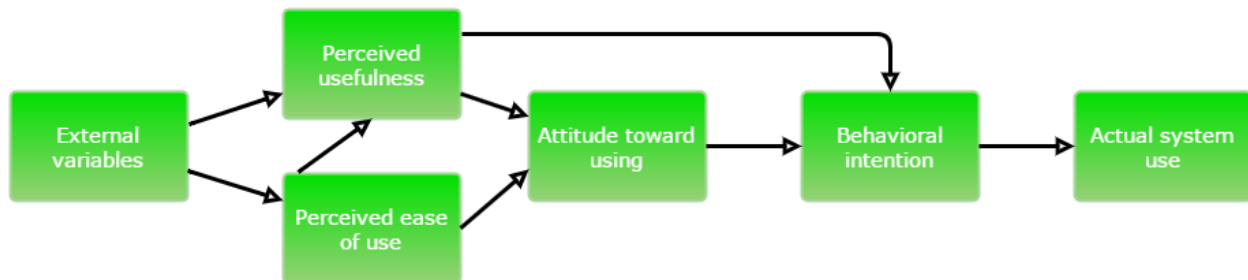 Perceived
usefulness
External
variables
Attitude toward
using
Behavioral
intention
Actual system
use
Perceived ease
of use